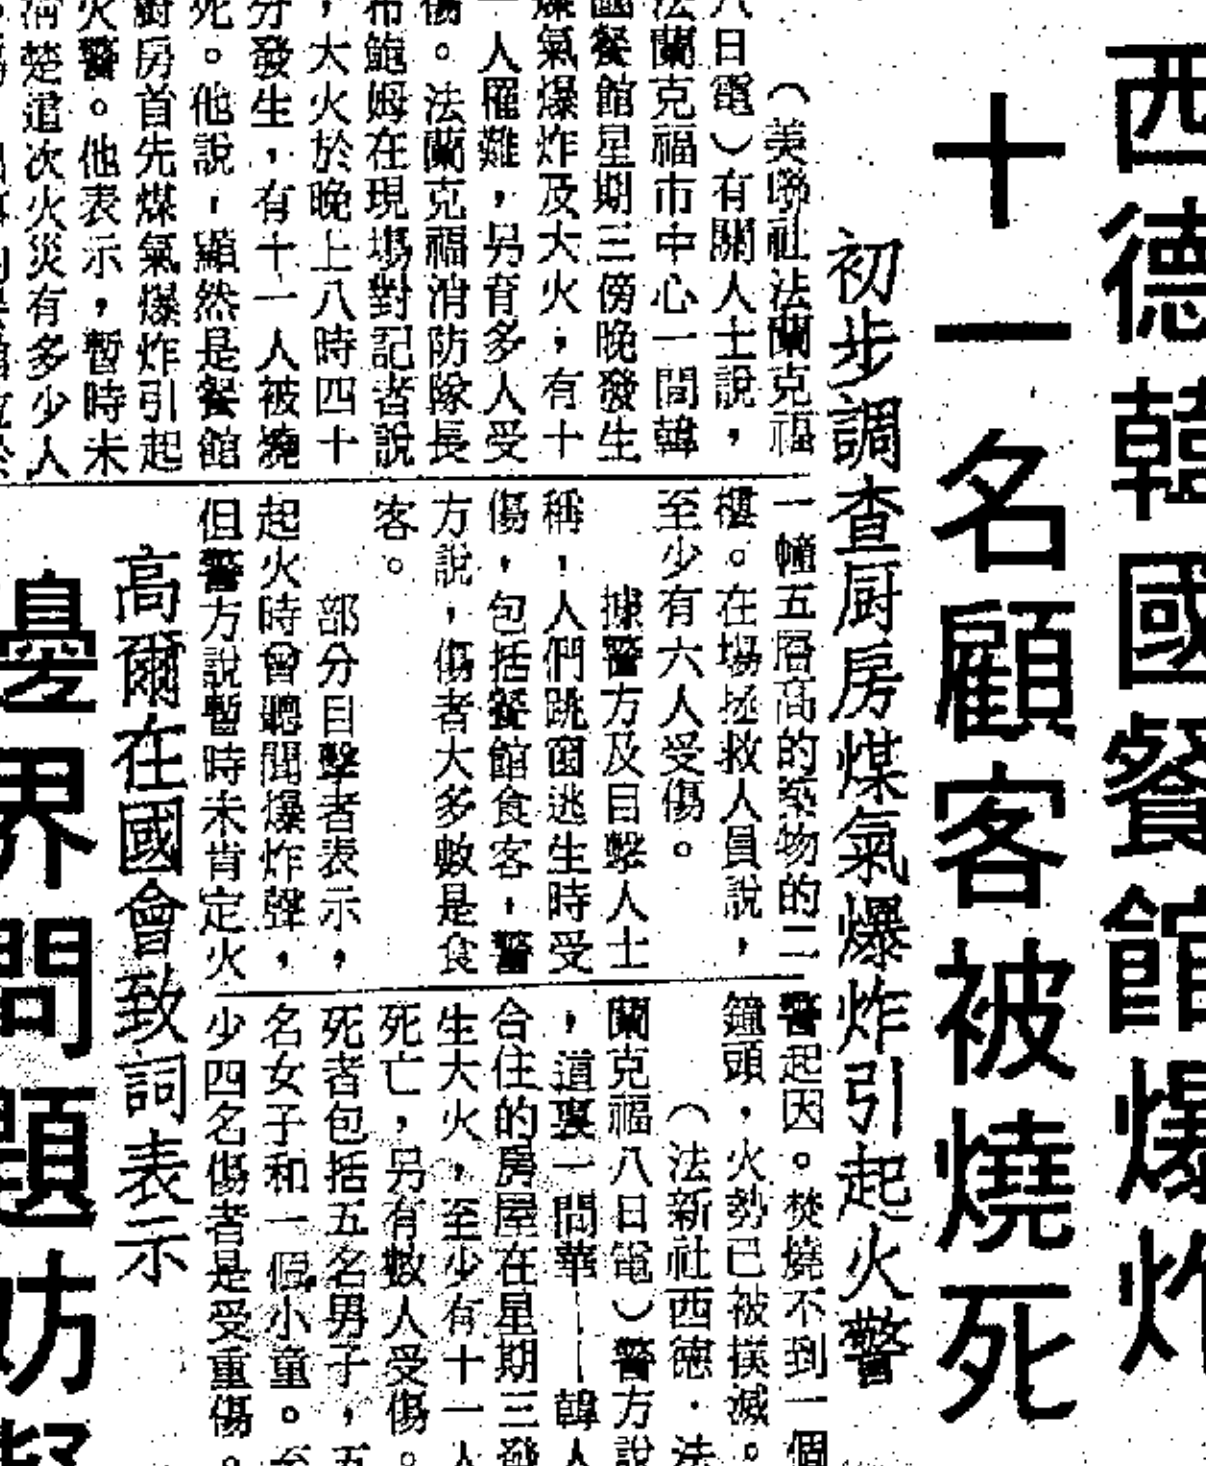 西德韓國餐館爆炸
十一名顧客被燒死
初步調查厨房煤氣爆炸引起火警
（美聯社法蘭克福
八日電）有關人士說，
法蘭克福市中心一間韓
國餐館星期三傍晚發生
煤氣爆炸及大火，有十
一人罹難，另有多人受
傷。法蘭克福消防隊長
布鮑姆在現場對記者說
，大火於晚上八時四十
分發生，有十一人被燒
死。他說，顯然是餐館
厨房首先煤氣爆炸引起
火警。他表示，暫時未
清楚這次火災有多少人
一幢五層高的築物的二
樓。在場拯救人員說，
至少有六人受傷。
據警方及目擊人士
稱，人們跳窗逃生時受
傷，包括餐館食客，警
方說，傷者大多數是食
客。
部分目擊者表示，
起火時曾聽聞爆炸聲，
但警方說暫時未肯定火
警起因。焚燒不到一個
鐘頭，火勢已被撲滅。
（法新社西德·法
蘭克福八日電）警方說
，這裏一間華——韓人
合住的房屋在星期三發
生大火，至少有十一人
死亡，另有數人受傷。
死者包括五名男子，五
名女子和一個小童。至
少四名傷者是受重傷。
高爾在國會致詞表示
邊界問題妨礙